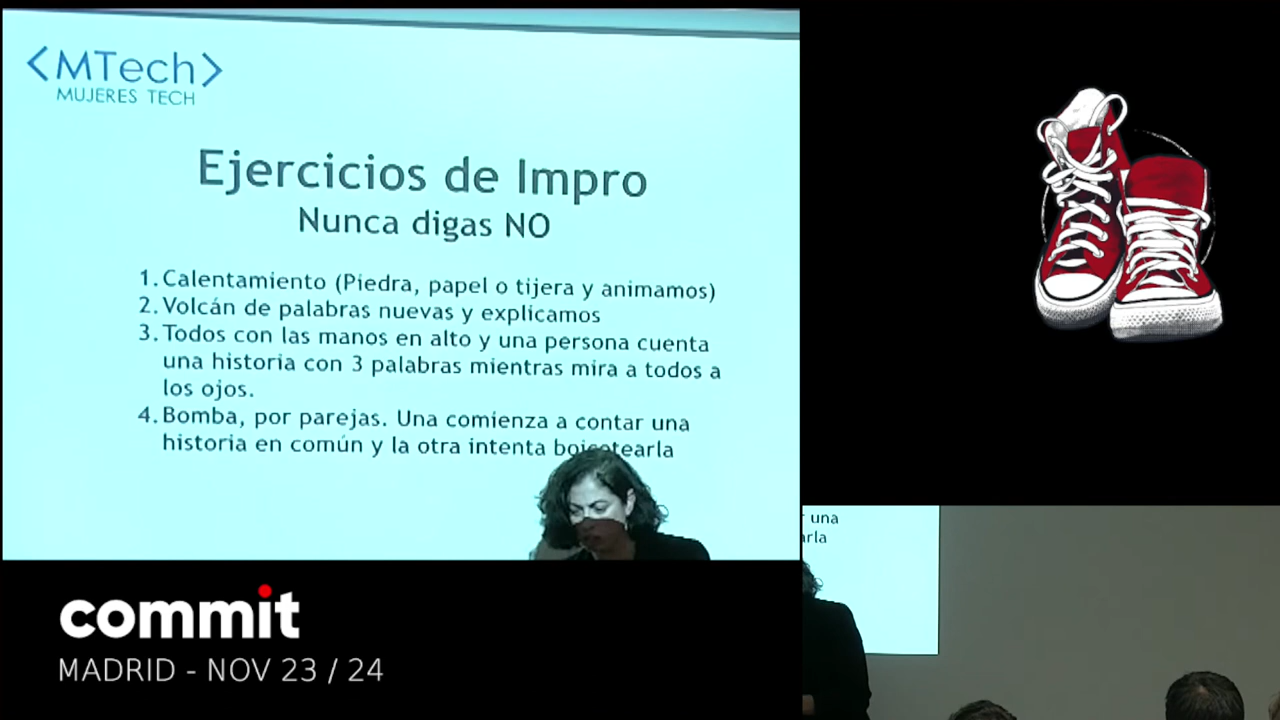 <MTech>
MUJERES TECH
Ejercicios de Impro
Nunca digas NO
1. Calentamiento (Piedra, papel o tijera y animamos)
2. Volcán de palabras nuevas y explicamos
3. Todos con las manos en alto y una persona cuenta
una historia con 3 palabras mientras mira a todos a
los ojos.
4. Bomba, por parejas. Una comienza a contar una
historia en común y la otra intenta boicotearla
una
commit
MADRID - NOV 23 / 24